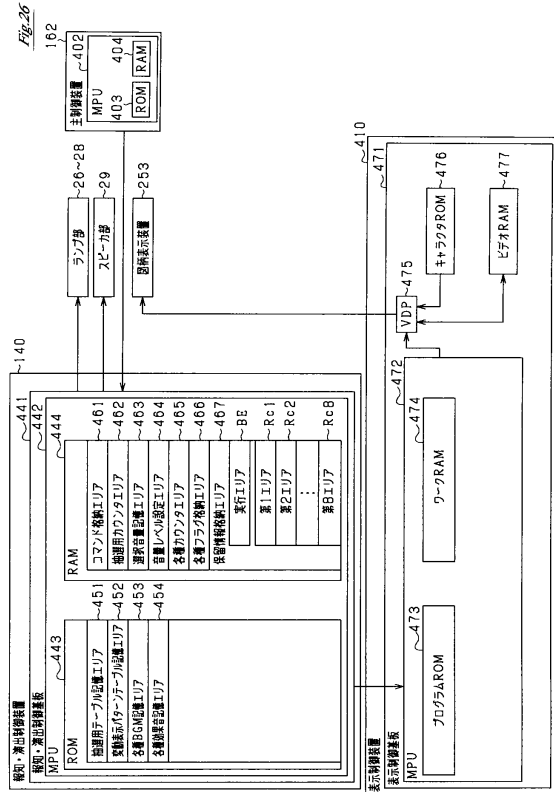 Fig.26
162
主制御装置
402
MPU
403
ROM
404
RAM
ランプ部
26~28
スピーカ部
29
図柄表示装置
253
140
報知・演出制御装置
441
報知・演出制御基板
442
MPU
443
ROM
抽選用テーブル記憶エリア
451
変動表示パターンテーブル記憶エリア
452
各種BGM記憶エリア
453
各種効果音記憶エリア
454
444
RAM
コマンド格納エリア
461
抽選用カウンタエリア
462
選択音量記憶エリア
463
音量レベル設定エリア
464
各種カウンタエリア
465
各種フラグ格納エリア
466
保留情報格納エリア
467
実行エリア
BE
第1エリア
Rc1
第2エリア
Rc2
第8エリア
Rc8
410
表示制御装置
471
表示制御基板
472
MPU
473
プログラムROM
474
ワークRAM
VDP
475
キャラクタROM
476
ビデオRAM
477